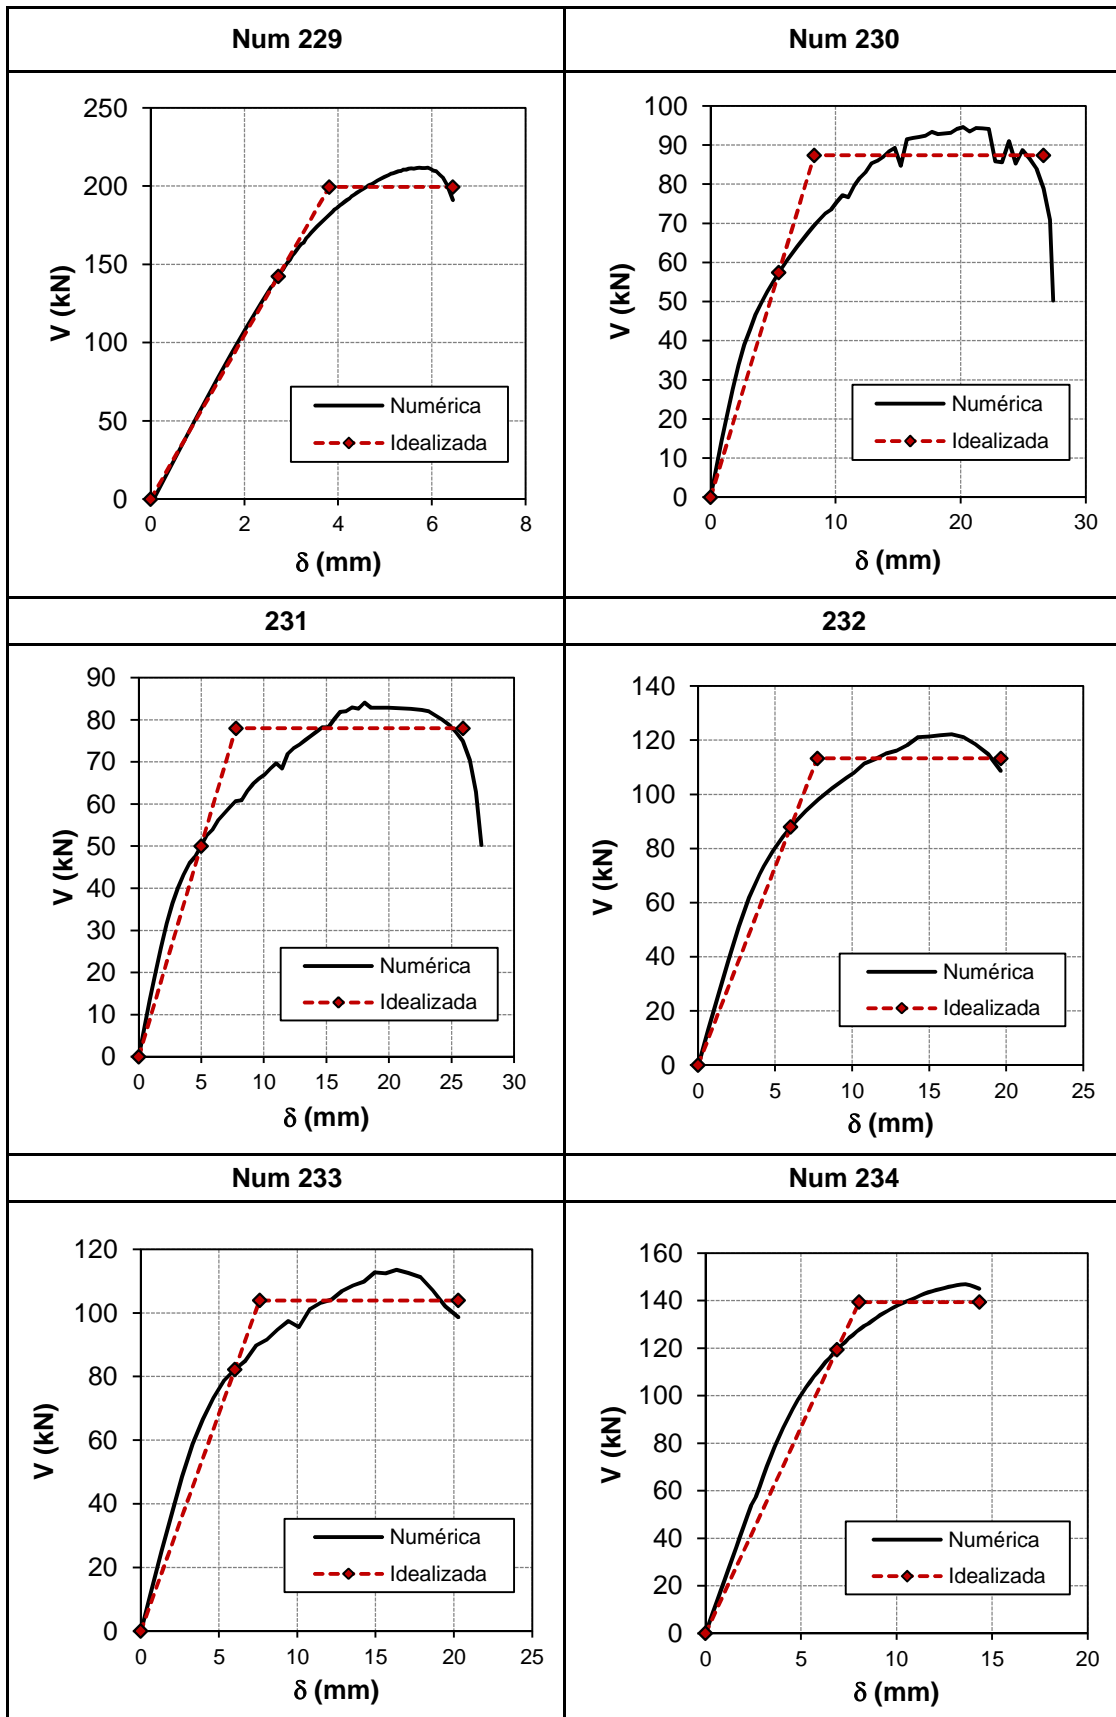 Num 229
Num 230
250
200
150
100
50
0
V (kN)
0 2 4 6 8
δ (mm)
Numérica
Idealizada
100
90
80
70
60
50
40
30
20
10
0
V (kN)
0 10 20 30
δ (mm)
Numérica
Idealizada
231
232
90
80
70
60
50
40
30
20
10
0
V (kN)
0 5 10 15 20 25 30
δ (mm)
Numérica
Idealizada
140
120
100
80
60
40
20
0
V (kN)
0 5 10 15 20 25
δ (mm)
Numérica
Idealizada
Num 233
Num 234
120
100
80
60
40
20
0
V (kN)
0 5 10 15 20 25
δ (mm)
Numérica
Idealizada
160
140
120
100
80
60
40
20
0
V (kN)
0 5 10 15 20
δ (mm)
Numérica
Idealizada